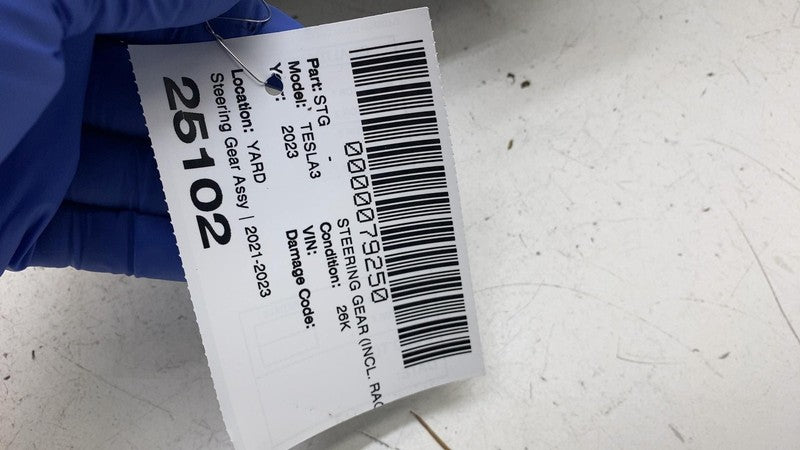 0000079250
Part: STG - STEERING GEAR (INCL. RAC
Model: TESLA3 Condition: 26K
Year: 2023 VIN:
Damage Code:
Location: YARD
Steering Gear Assy | 2021-2023
25102